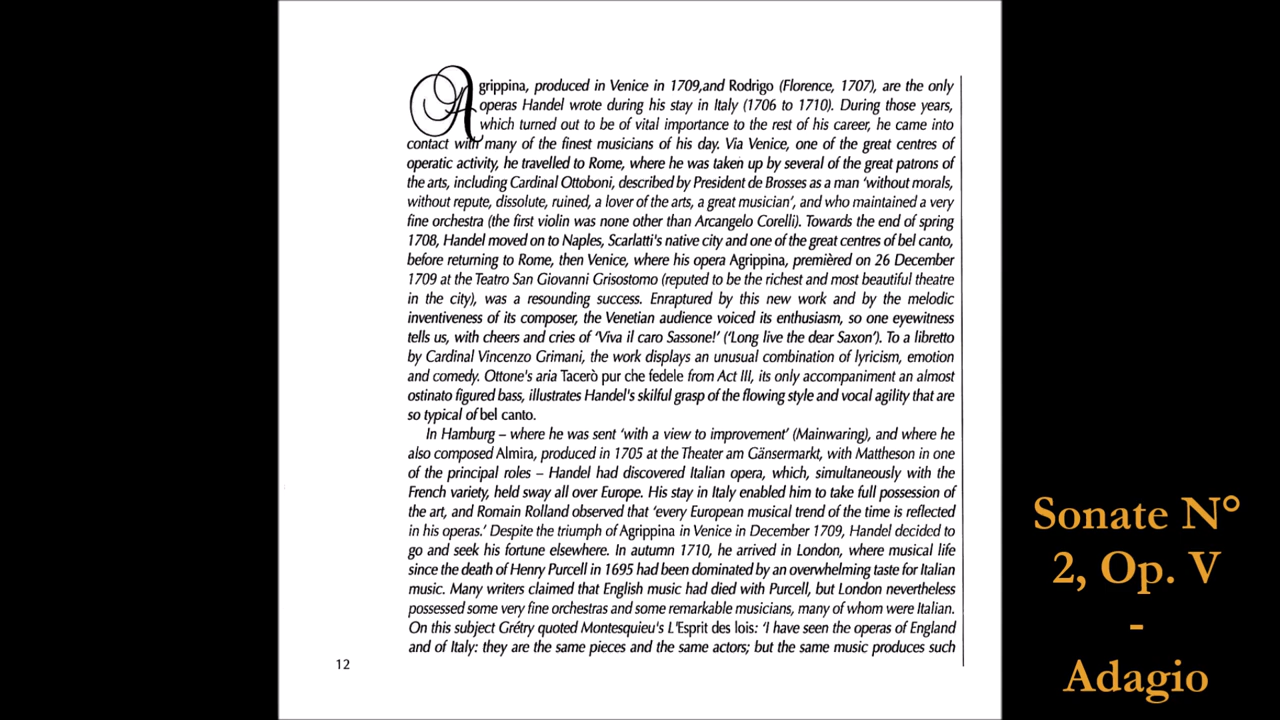 Agrippina, produced in Venice in 1709,and Rodrigo (Florence, 1707), are the only
operas Handel wrote during his stay in Italy (1706 to 1710). During those years,
which turned out to be of vital importance to the rest of his career, he came into
contact with many of the finest musicians of his day. Via Venice, one of the great centres of
operatic activity, he travelled to Rome, where he was taken up by several of the great patrons of
the arts, including Cardinal Ottoboni, described by President de Brosses as a man ‘without morals,
without repute, dissolute, ruined, a lover of the arts, a great musician’, and who maintained a very
fine orchestra (the first violin was none other than Arcangelo Corelli). Towards the end of spring
1708, Handel moved on to Naples, Scarlatti's native city and one of the great centres of bel canto,
before returning to Rome, then Venice, where his opera Agrippina, premièred on 26 December
1709 at the Teatro San Giovanni Grisostomo (reputed to be the richest and most beautiful theatre
in the city), was a resounding success. Enraptured by this new work and by the melodic
inventiveness of its composer, the Venetian audience voiced its enthusiasm, so one eyewitness
tells us, with cheers and cries of ‘Viva il caro Sassone!’ (‘Long live the dear Saxon’). To a libretto
by Cardinal Vincenzo Grimani, the work displays an unusual combination of lyricism, emotion
and comedy. Ottone's aria Tacerò pur che fedele from Act III, its only accompaniment an almost
ostinato figured bass, illustrates Handel's skilful grasp of the flowing style and vocal agility that are
so typical of bel canto.
In Hamburg – where he was sent ‘with a view to improvement’ (Mainwaring), and where he
also composed Almira, produced in 1705 at the Theater am Gänsermarkt, with Mattheson in one
of the principal roles – Handel had discovered Italian opera, which, simultaneously with the
French variety, held sway all over Europe. His stay in Italy enabled him to take full possession of
the art, and Romain Rolland observed that ‘every European musical trend of the time is reflected
in his operas.’ Despite the triumph of Agrippina in Venice in December 1709, Handel decided to
go and seek his fortune elsewhere. In autumn 1710, he arrived in London, where musical life
since the death of Henry Purcell in 1695 had been dominated by an overwhelming taste for Italian
music. Many writers claimed that English music had died with Purcell, but London nevertheless
possessed some very fine orchestras and some remarkable musicians, many of whom were Italian.
On this subject Grétry quoted Montesquieu's L'Esprit des lois: ‘I have seen the operas of England
and of Italy: they are the same pieces and the same actors; but the same music produces such
12
Sonate N°
2, Op. V
-
Adagio